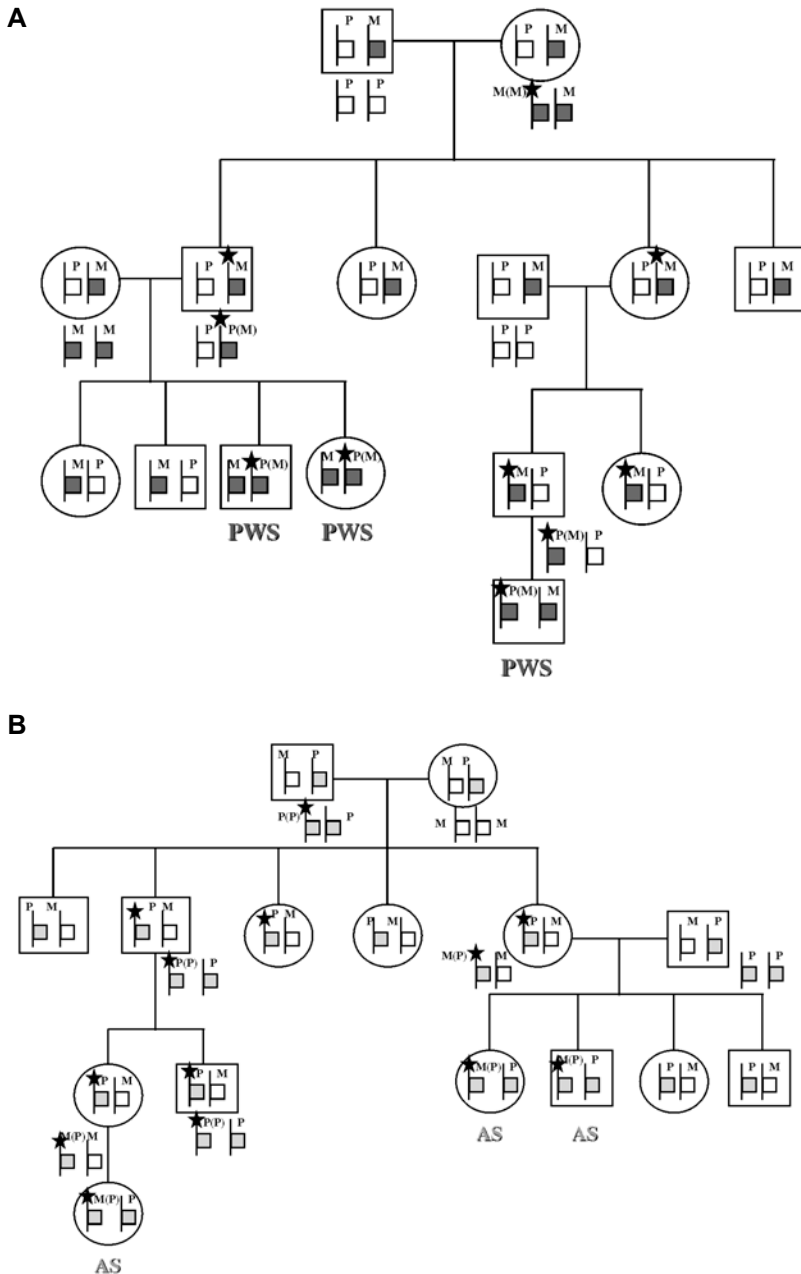 A
P M P M
P P M(M) M
P M P M P M P M P M P M
M M P P(M) P P
M P M P M P(M) M P(M) M P M P
PWS PWS
P(M) P
P(M) M
PWS
B
M P M P
P(P) P M M
P M P M P M P M P M M P
P(P) P M(P) M P P
P M P M M(P) P M(P) P P M P M
M(P) M P(P) P AS AS
M(P) P
AS